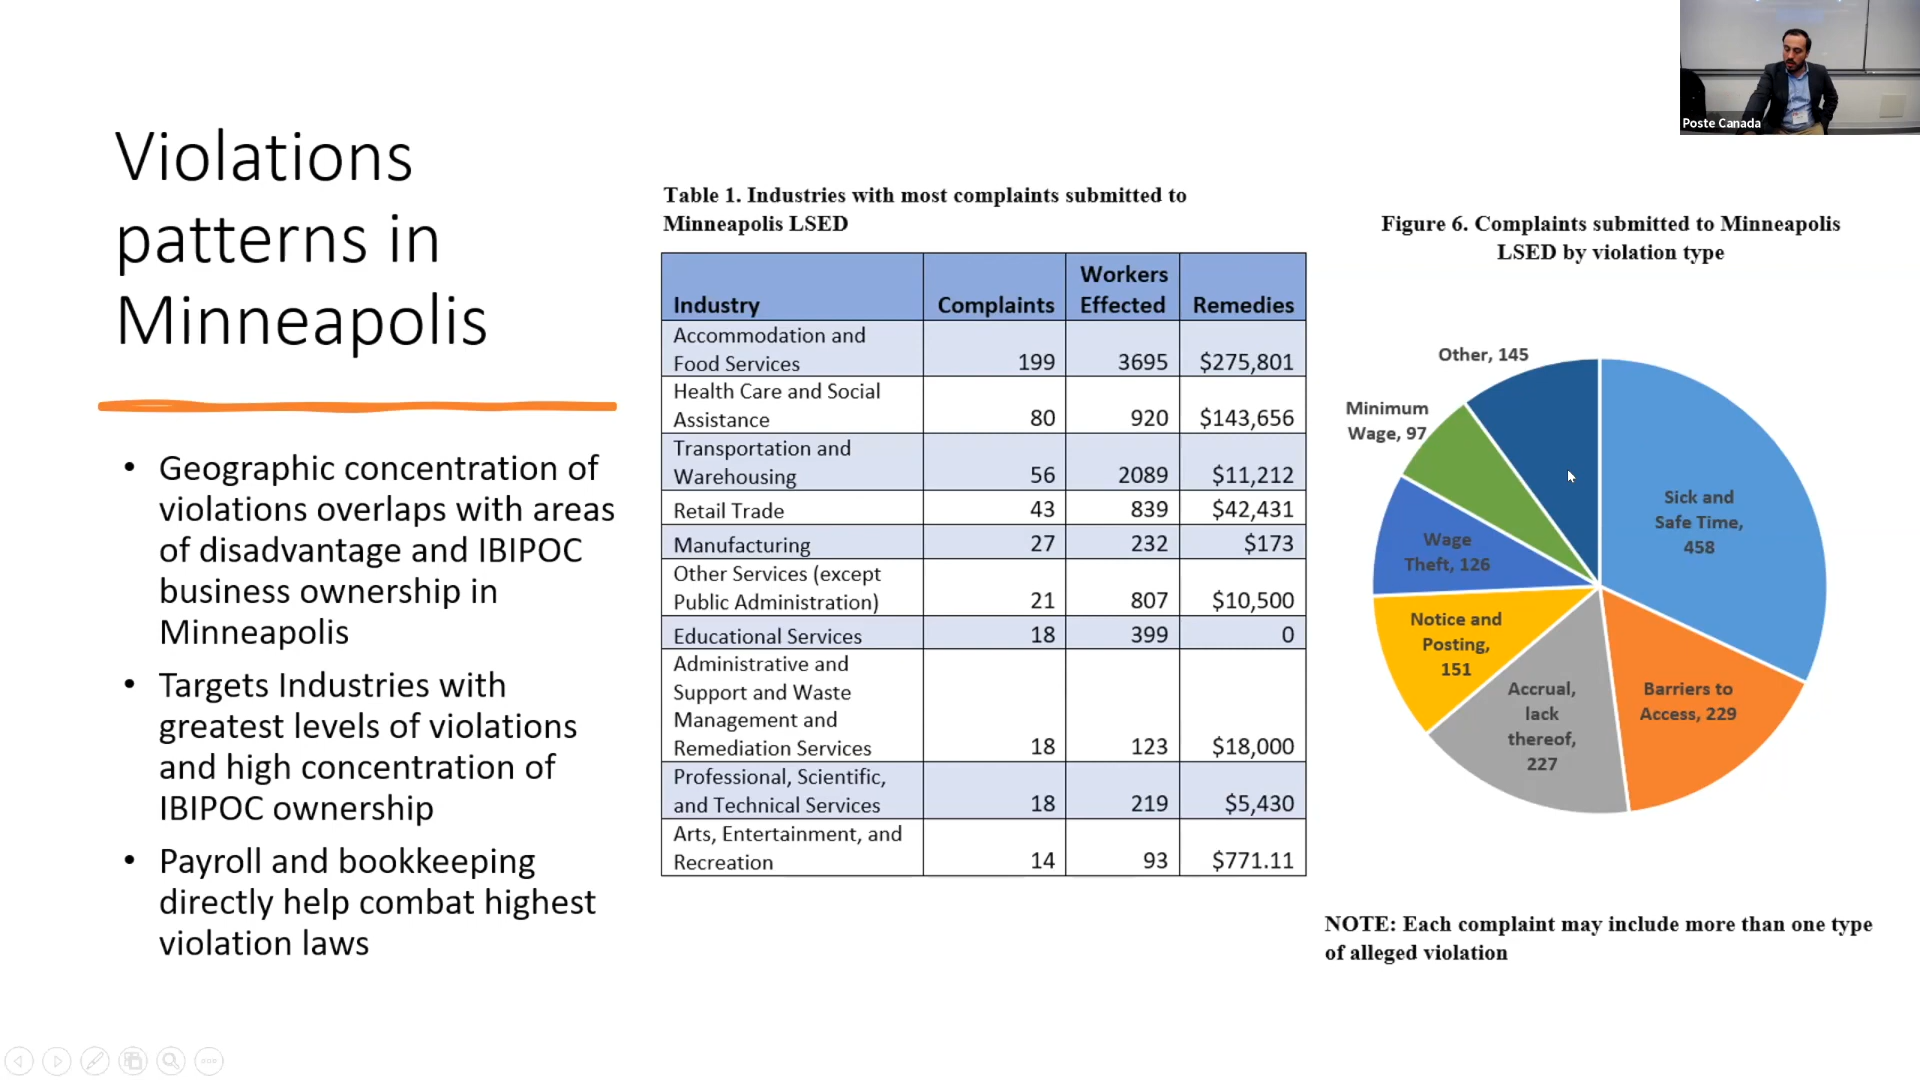 Poste Canada
Violations
patterns in
Minneapolis
• Geographic concentration of
violations overlaps with areas
of disadvantage and IBIPOC
business ownership in
Minneapolis
• Targets Industries with
greatest levels of violations
and high concentration of
IBIPOC ownership
• Payroll and bookkeeping
directly help combat highest
violation laws
Table 1. Industries with most complaints submitted to
Minneapolis LSED
Industry Complaints Workers Effected Remedies
Accommodation and
Food Services 199 3695 $275,801
Health Care and Social
Assistance 80 920 $143,656
Transportation and
Warehousing 56 2089 $11,212
Retail Trade 43 839 $42,431
Manufacturing 27 232 $173
Other Services (except
Public Administration) 21 807 $10,500
Educational Services 18 399 0
Administrative and
Support and Waste
Management and
Remediation Services 18 123 $18,000
Professional, Scientific,
and Technical Services 18 219 $5,430
Arts, Entertainment, and
Recreation 14 93 $771.11
Figure 6. Complaints submitted to Minneapolis
LSED by violation type
Other, 145
Minimum
Wage, 97
Sick and
Safe Time,
458
Wage
Theft, 126
Notice and
Posting,
151
Accrual,
lack
thereof,
227
Barriers to
Access, 229
NOTE: Each complaint may include more than one type
of alleged violation